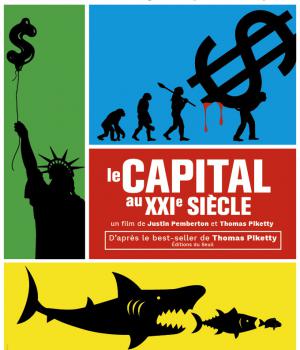 le
CAPITAL
au
XXIe SIÈCLE
un film de Justin Pemberton et Thomas Piketty
D'après le best-seller de Thomas Piketty
Éditions du Seuil